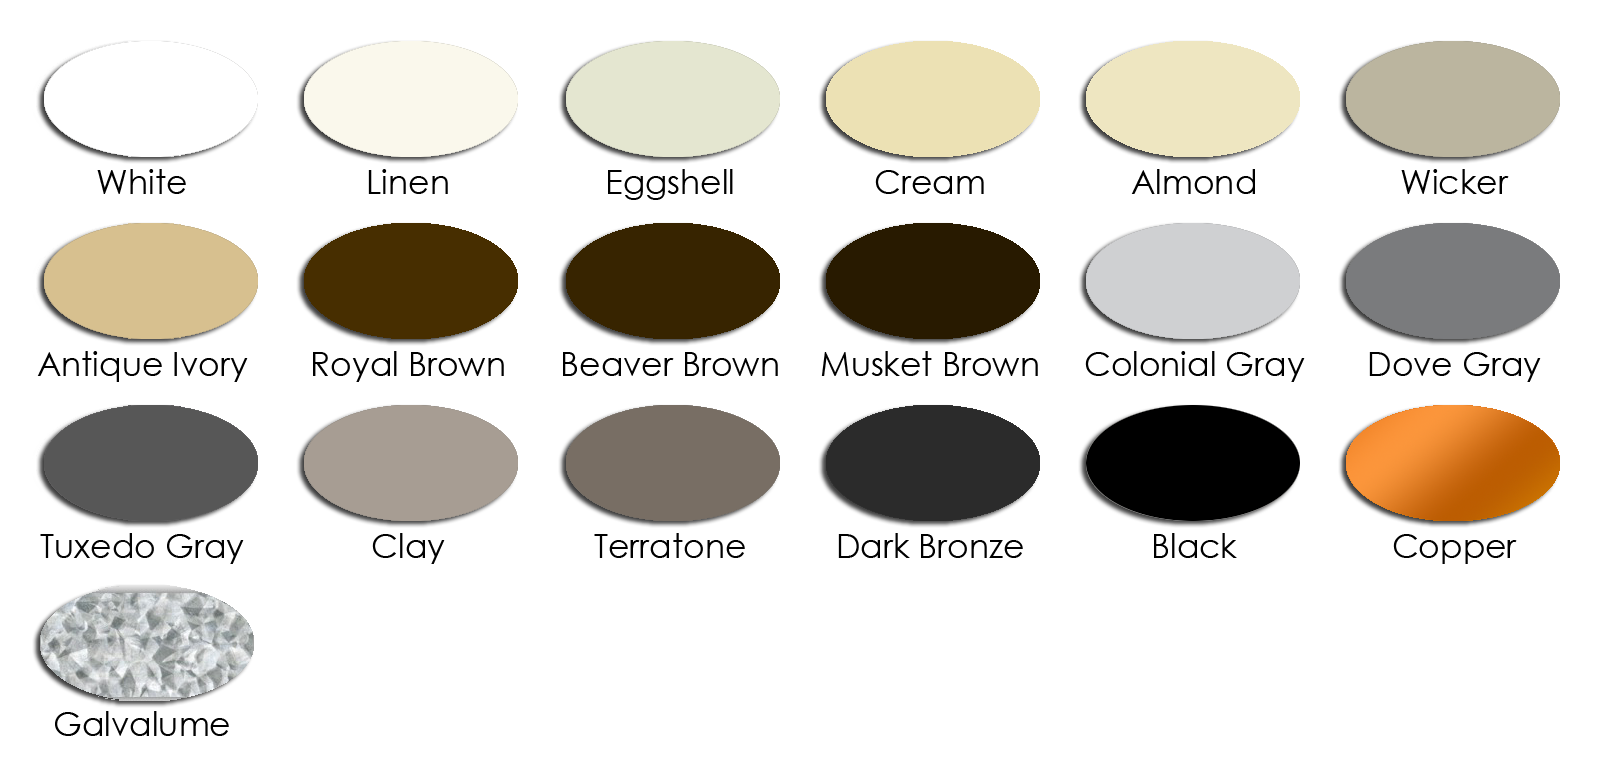 White
Linen
Eggshell
Cream
Almond
Wicker
Antique Ivory
Royal Brown
Beaver Brown
Musket Brown
Colonial Gray
Dove Gray
Tuxedo Gray
Clay
Terratone
Dark Bronze
Black
Copper
Galvalume